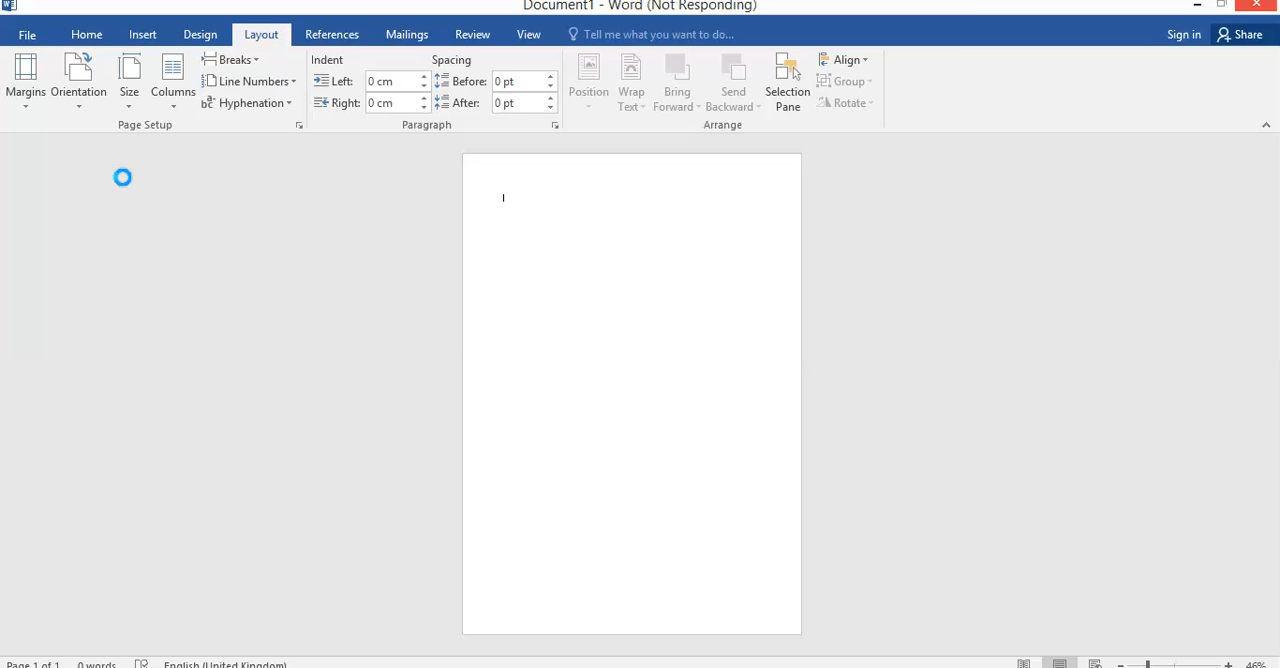 Document1 - Word (Not Responding)
File Home Insert Design Layout References Mailings Review View Tell me what you want to do... Sign in Share
Margins Orientation Size Columns
Breaks
Line Numbers
Hyphenation
Page Setup
Indent Spacing
Left: 0 cm Before: 0 pt
Right: 0 cm After: 0 pt
Paragraph
Position Wrap Text Bring Forward Send Backward Selection Pane
Align
Group
Rotate
Arrange
Page 1 of 1 0 words English (United Kingdom) 46%